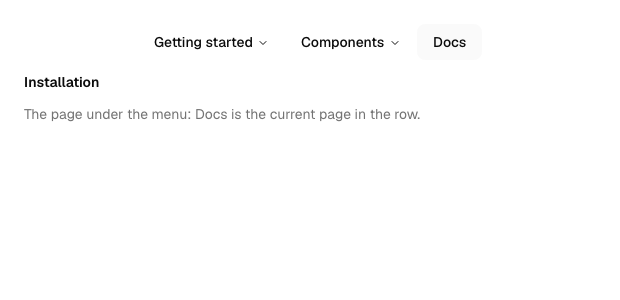 Getting started Components Docs
Installation
The page under the menu: Docs is the current page in the row.